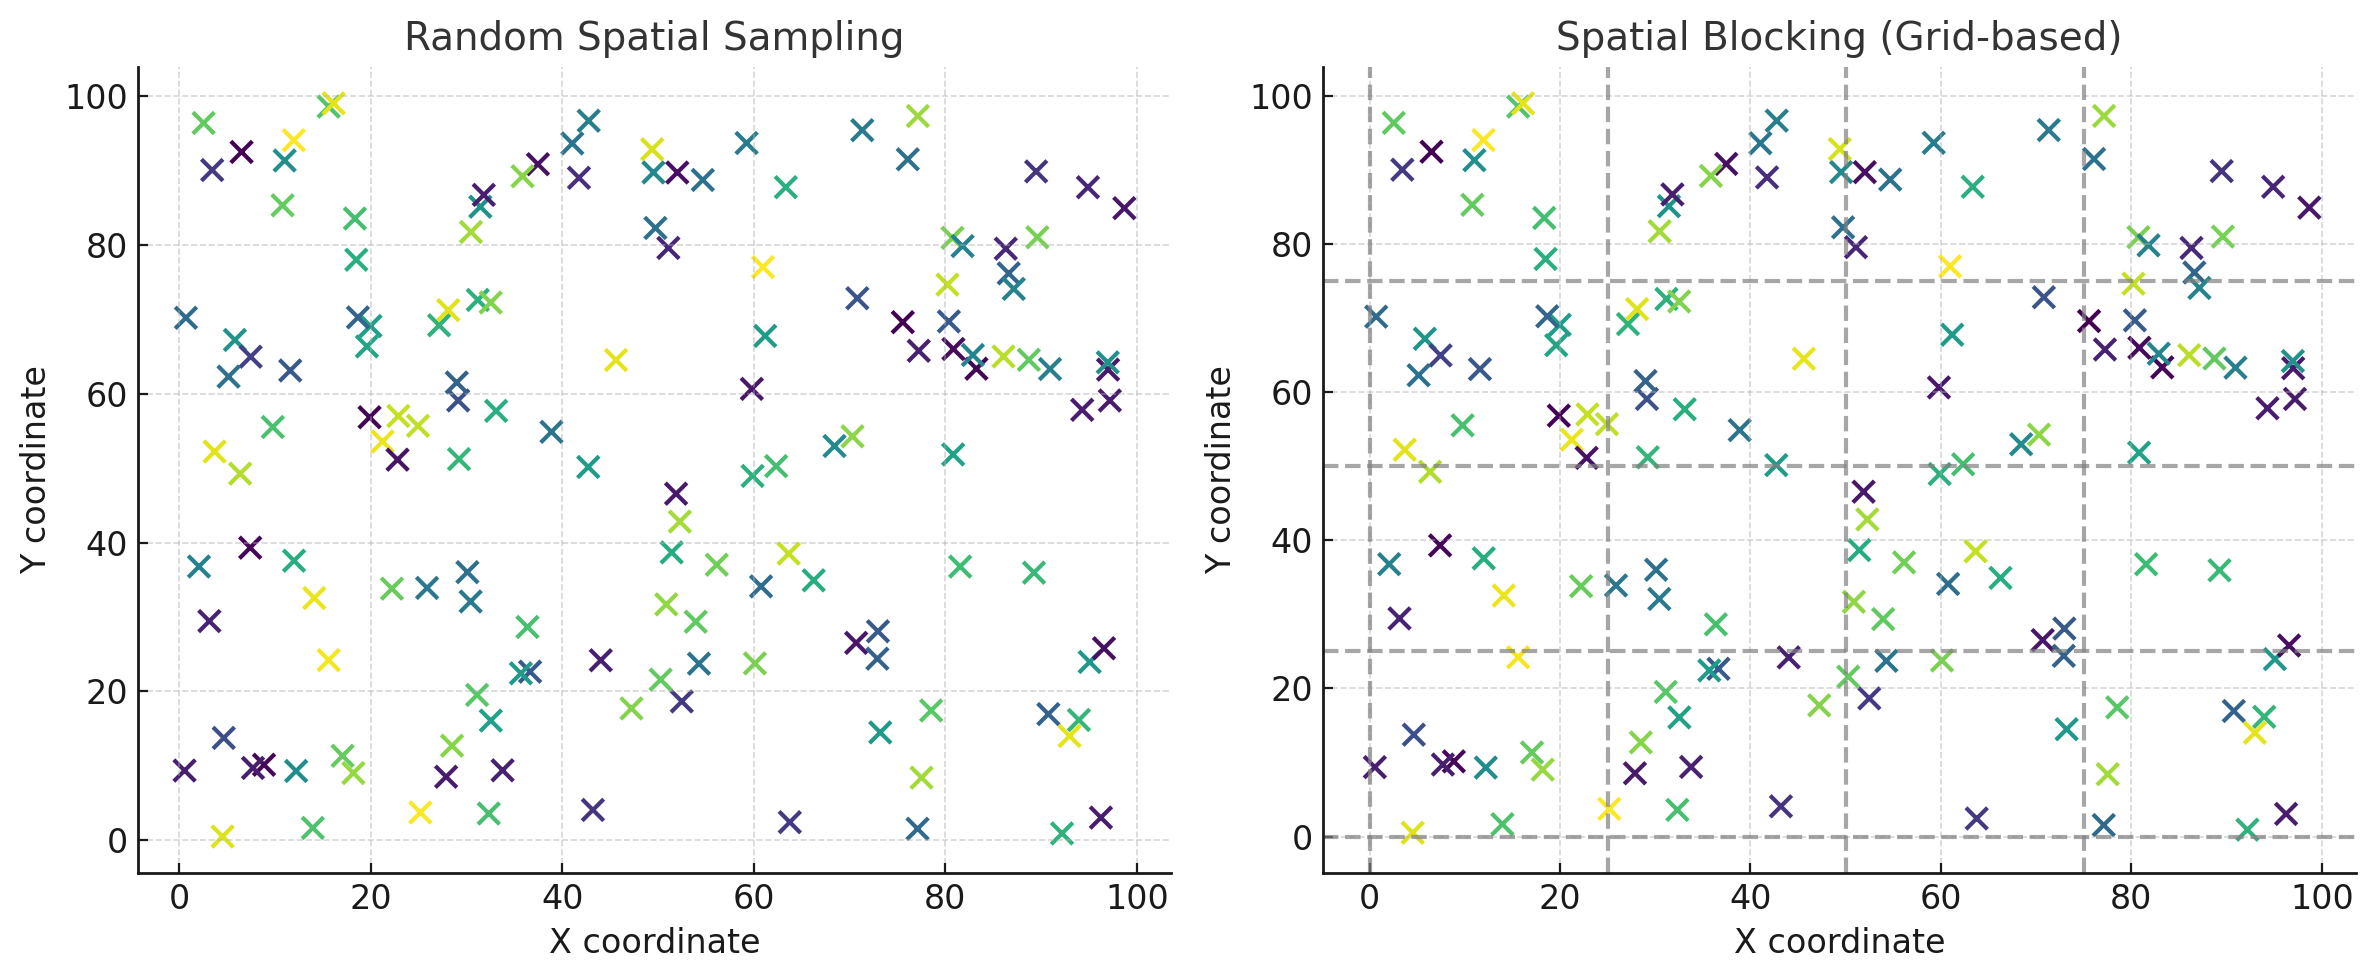 Random Spatial Sampling
100
80
60
40
20
0
Y coordinate
0 20 40 60 80 100
X coordinate
Spatial Blocking (Grid-based)
100
80
60
40
20
0
Y coordinate
0 20 40 60 80 100
X coordinate